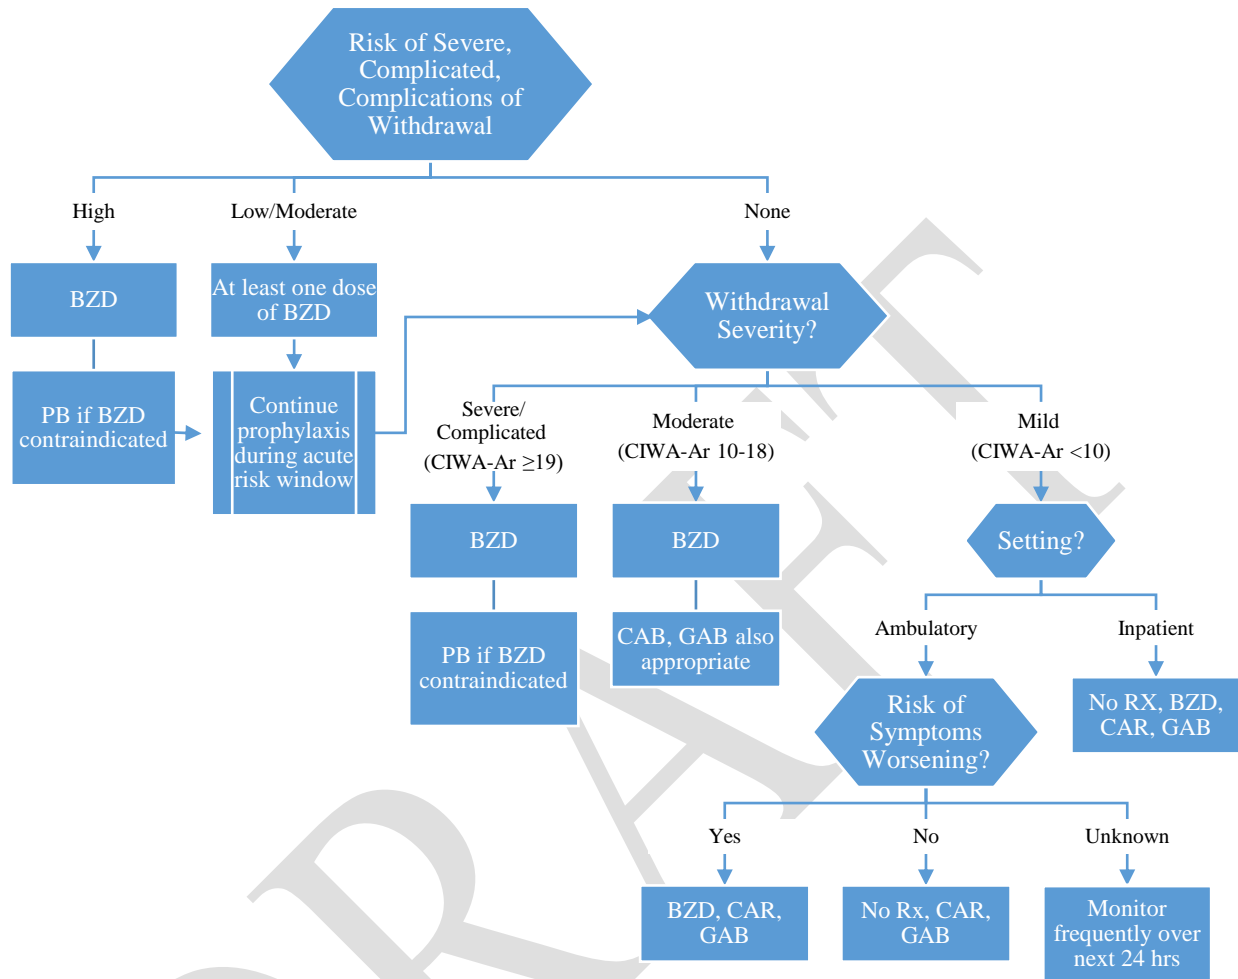 Risk of Severe,
Complicated,
Complications of
Withdrawal
High
Low/Moderate
None
BZD
At least one dose
of BZD
Withdrawal
Severity?
PB if BZD
contraindicated
Continue
prophylaxis
during acute
risk window
Severe/
Complicated
(CIWA-Ar ≥19)
Moderate
(CIWA-Ar 10-18)
Mild
(CIWA-Ar <10)
BZD
BZD
Setting?
PB if BZD
contraindicated
CAB, GAB also
appropriate
Ambulatory
Inpatient
Risk of
Symptoms
Worsening?
No RX, BZD,
CAR, GAB
Yes
No
Unknown
BZD, CAR,
GAB
No Rx, CAR,
GAB
Monitor
frequently over
next 24 hrs
DRAFT